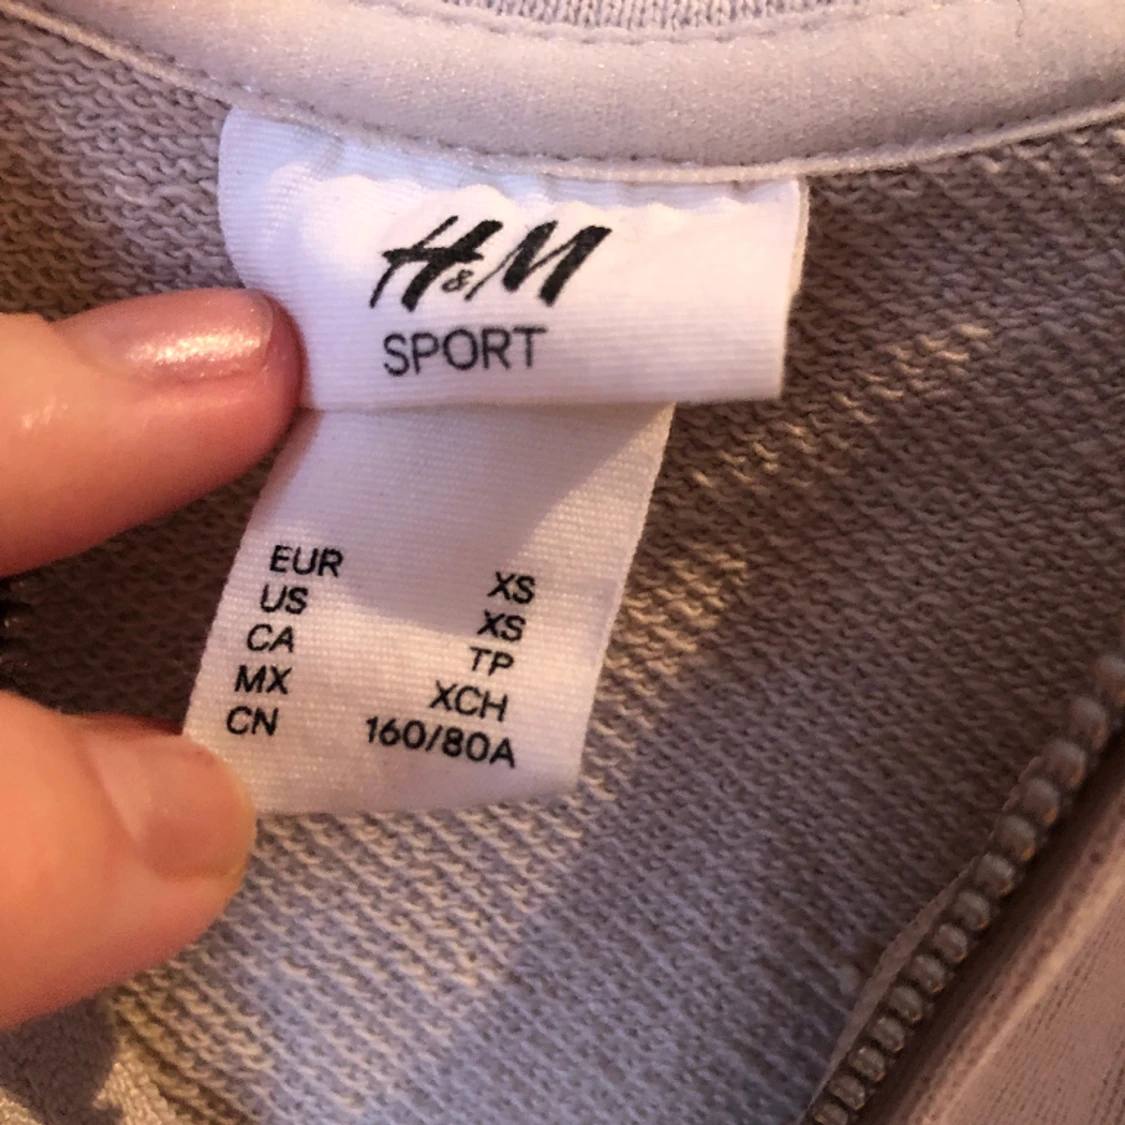 H&M
SPORT
EUR XS
US XS
CA TP
MX XCH
CN 160/80A